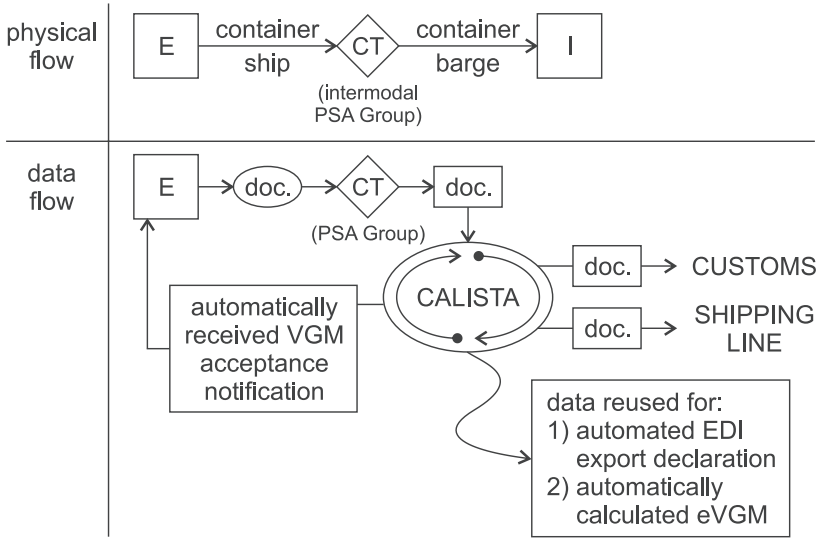 physical
flow
E
container
ship
CT
(intermodal
PSA Group)
container
barge
I
data
flow
E
doc.
CT
(PSA Group)
doc.
CALISTA
doc.
CUSTOMS
doc.
SHIPPING
LINE
automatically
received VGM
acceptance
notification
data reused for:
1) automated EDI
export declaration
2) automatically
calculated eVGM